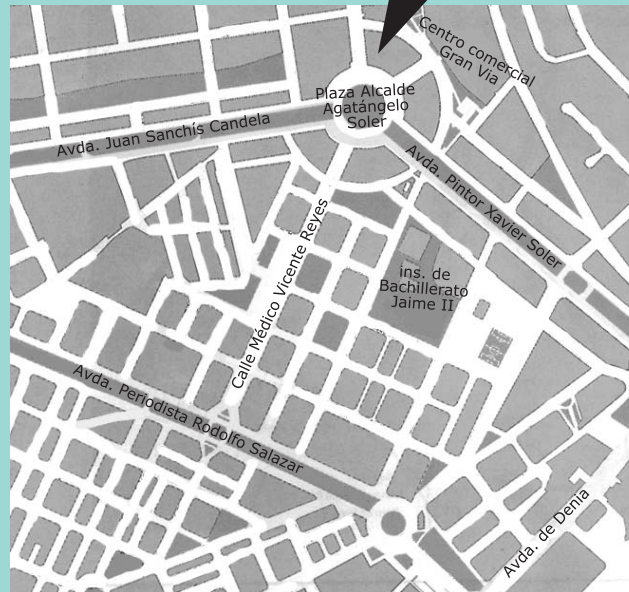 Centro comercial
Gran Via
Plaza Alcalde
Agatángelo
Soler
Avda. Juan Sanchís Candela
Avda. Pintor Xavier Soler
Calle Médico Vicente Reyes
ins. de
Bachillerato
Jaime II
Avda. Periodista Rodolfo Salazar
Avda. de Denia